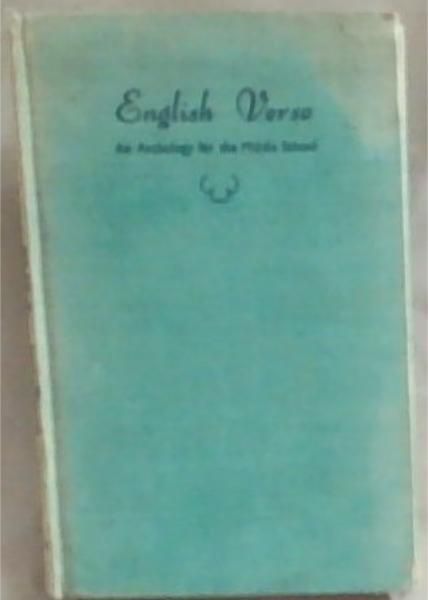 English Verse
An Anthology for the Middle School